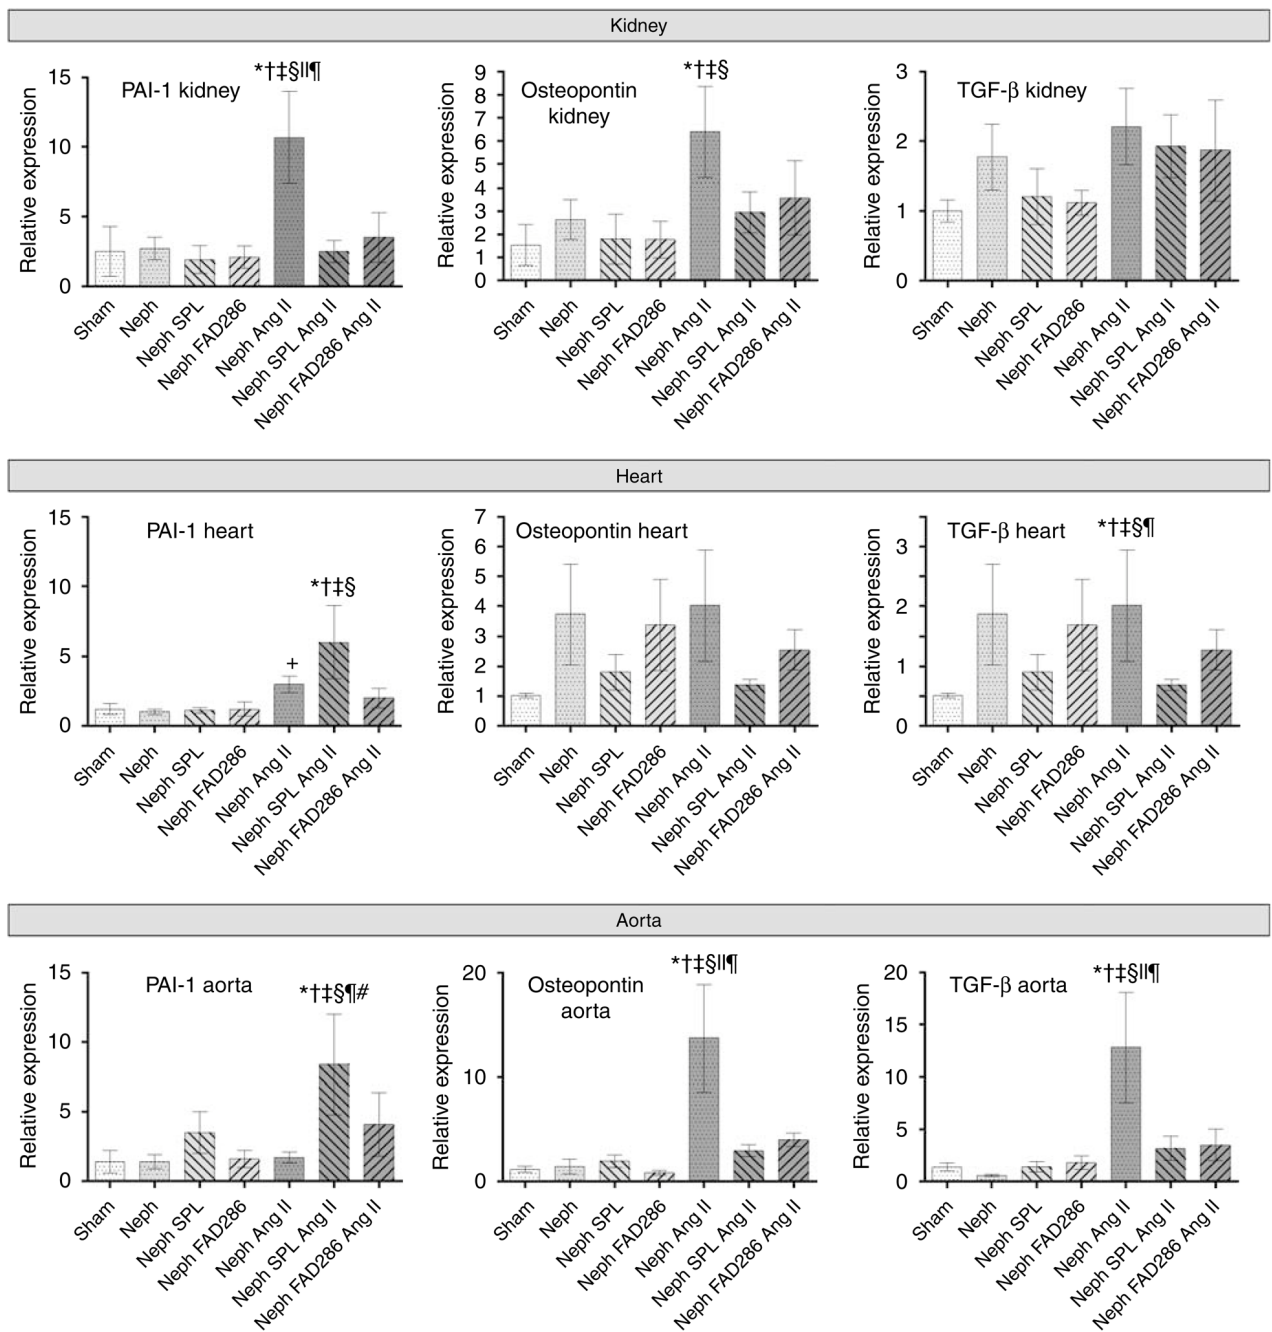 Kidney
PAI-1 kidney
*†‡§ǁ¶
Relative expression
15
10
5
0
Sham
Neph
Neph SPL
Neph FAD286
Neph Ang II
Neph SPL Ang II
Neph FAD286 Ang II
Osteopontin
kidney
*†‡§
Relative expression
9
8
7
6
5
4
3
2
1
0
Sham
Neph
Neph SPL
Neph FAD286
Neph Ang II
Neph SPL Ang II
Neph FAD286 Ang II
TGF-β kidney
Relative expression
3
2
1
0
Sham
Neph
Neph SPL
Neph FAD286
Neph Ang II
Neph SPL Ang II
Neph FAD286 Ang II
Heart
PAI-1 heart
*†‡§
+
Relative expression
15
10
5
0
Sham
Neph
Neph SPL
Neph FAD286
Neph Ang II
Neph SPL Ang II
Neph FAD286 Ang II
Osteopontin heart
Relative expression
7
6
5
4
3
2
1
0
Sham
Neph
Neph SPL
Neph FAD286
Neph Ang II
Neph SPL Ang II
Neph FAD286 Ang II
TGF-β heart
*†‡§¶
Relative expression
3
2
1
0
Sham
Neph
Neph SPL
Neph FAD286
Neph Ang II
Neph SPL Ang II
Neph FAD286 Ang II
Aorta
PAI-1 aorta
*†‡§¶#
Relative expression
15
10
5
0
Sham
Neph
Neph SPL
Neph FAD286
Neph Ang II
Neph SPL Ang II
Neph FAD286 Ang II
Osteopontin
aorta
*†‡§ǁ¶
Relative expression
20
10
0
Sham
Neph
Neph SPL
Neph FAD286
Neph Ang II
Neph SPL Ang II
Neph FAD286 Ang II
TGF-β aorta
*†‡§ǁ¶
Relative expression
20
15
10
5
0
Sham
Neph
Neph SPL
Neph FAD286
Neph Ang II
Neph SPL Ang II
Neph FAD286 Ang II